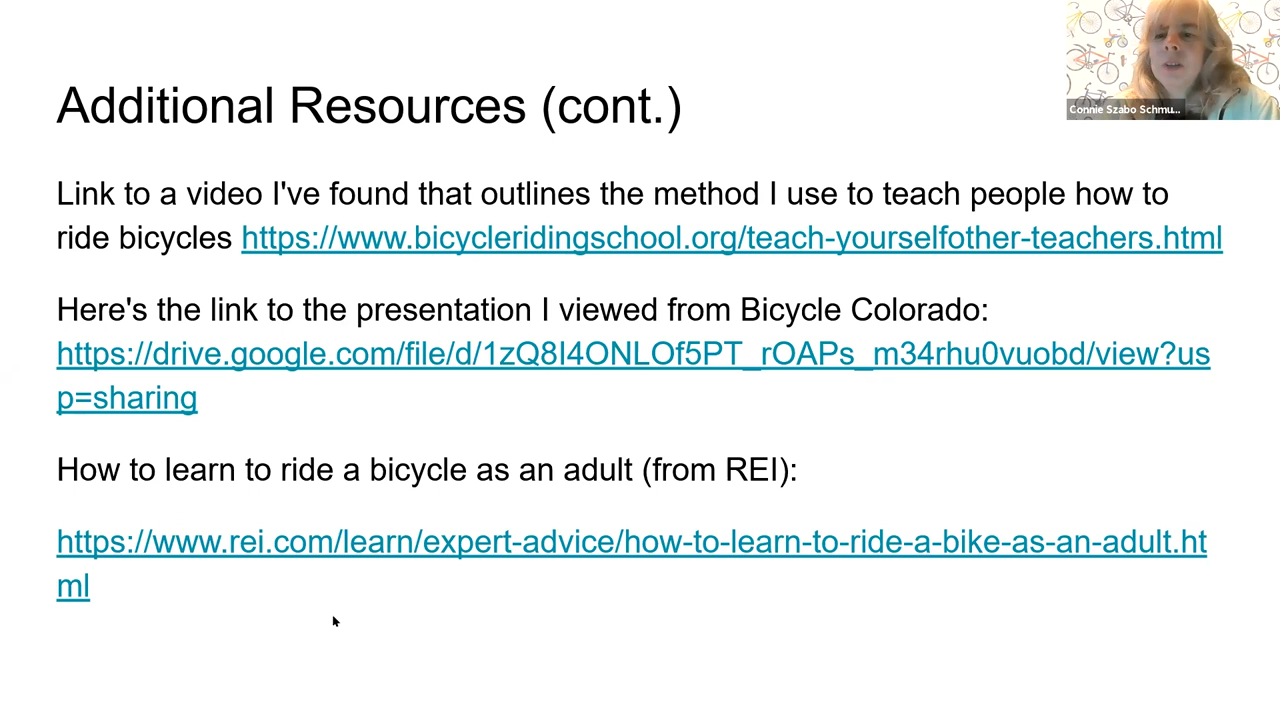 Connie Szabo Schmu...
Additional Resources (cont.)
Link to a video I've found that outlines the method I use to teach people how to
ride bicycles https://www.bicycleridingschool.org/teach-yourselfother-teachers.html
Here's the link to the presentation I viewed from Bicycle Colorado:
https://drive.google.com/file/d/1zQ8I4ONLOf5PT_rOAPs_m34rhu0vuobd/view?us
p=sharing
How to learn to ride a bicycle as an adult (from REI):
https://www.rei.com/learn/expert-advice/how-to-learn-to-ride-a-bike-as-an-adult.ht
ml